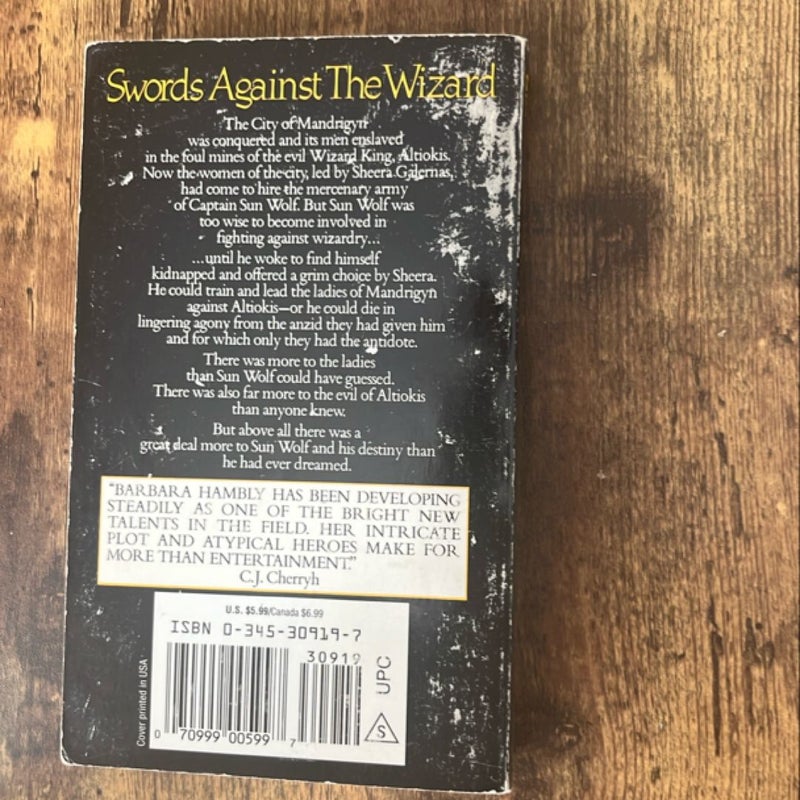 Swords Against The Wizard
The City of Mandrigyn
was conquered and its men enslaved
in the foul mines of the evil Wizard King, Altiokis.
Now the women of the city, led by Sheera Galernas,
had come to hire the mercenary army
of Captain Sun Wolf. But Sun Wolf was
too wise to become involved in
fighting against wizardry...
...until he woke to find himself
kidnapped and offered a grim choice by Sheera.
He could train and lead the ladies of Mandrigyn
against Altiokis—or he could die in
lingering agony from the anzid they had given him
and for which only they had the antidote.
There was more to the ladies
than Sun Wolf could have guessed.
There was also far more to the evil of Altiokis
than anyone knew.
But above all there was a
great deal more to Sun Wolf and his destiny than
he had ever dreamed.
"BARBARA HAMBLY HAS BEEN DEVELOPING
STEADILY AS ONE OF THE BRIGHT NEW
TALENTS IN THE FIELD. HER INTRICATE
PLOT AND ATYPICAL HEROES MAKE FOR
MORE THAN ENTERTAINMENT."
C.J. Cherryh
U.S. $5.99/Canada $6.99
ISBN 0-345-30919-7
30919
UPC
S
0 70999 00599 7
Cover printed in USA